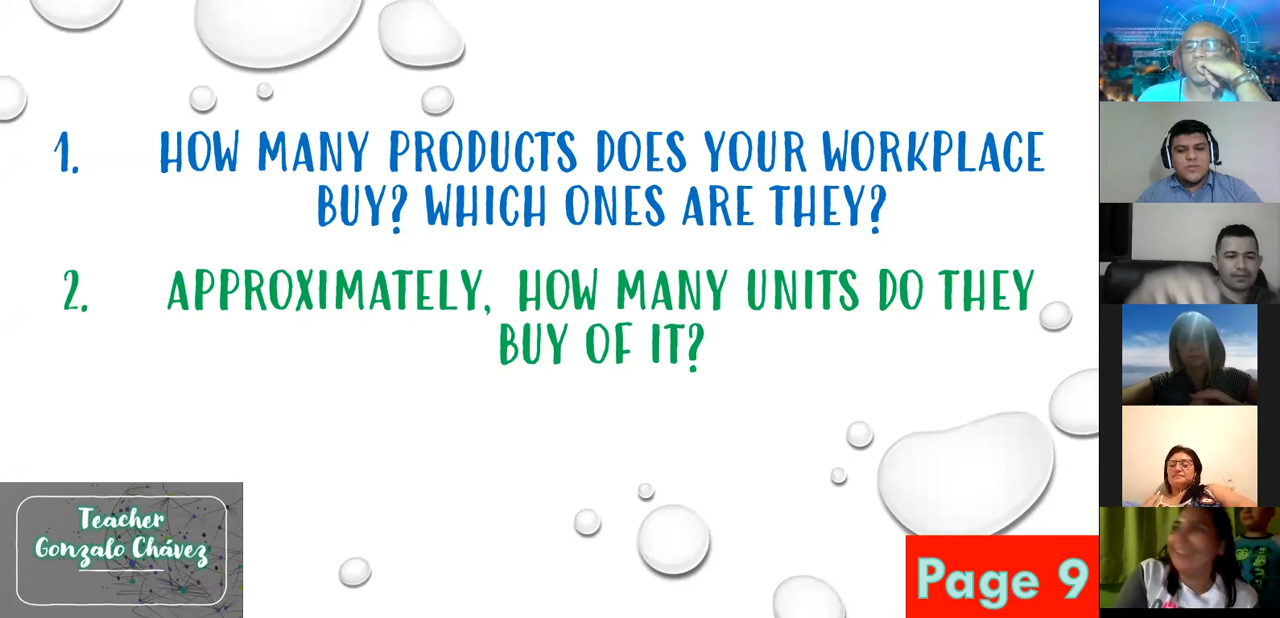 1. HOW MANY PRODUCTS DOES YOUR WORKPLACE
BUY? WHICH ONES ARE THEY?
2. APPROXIMATELY, HOW MANY UNITS DO THEY
BUY OF IT?
Teacher
Gonzalo Chávez
Page 9